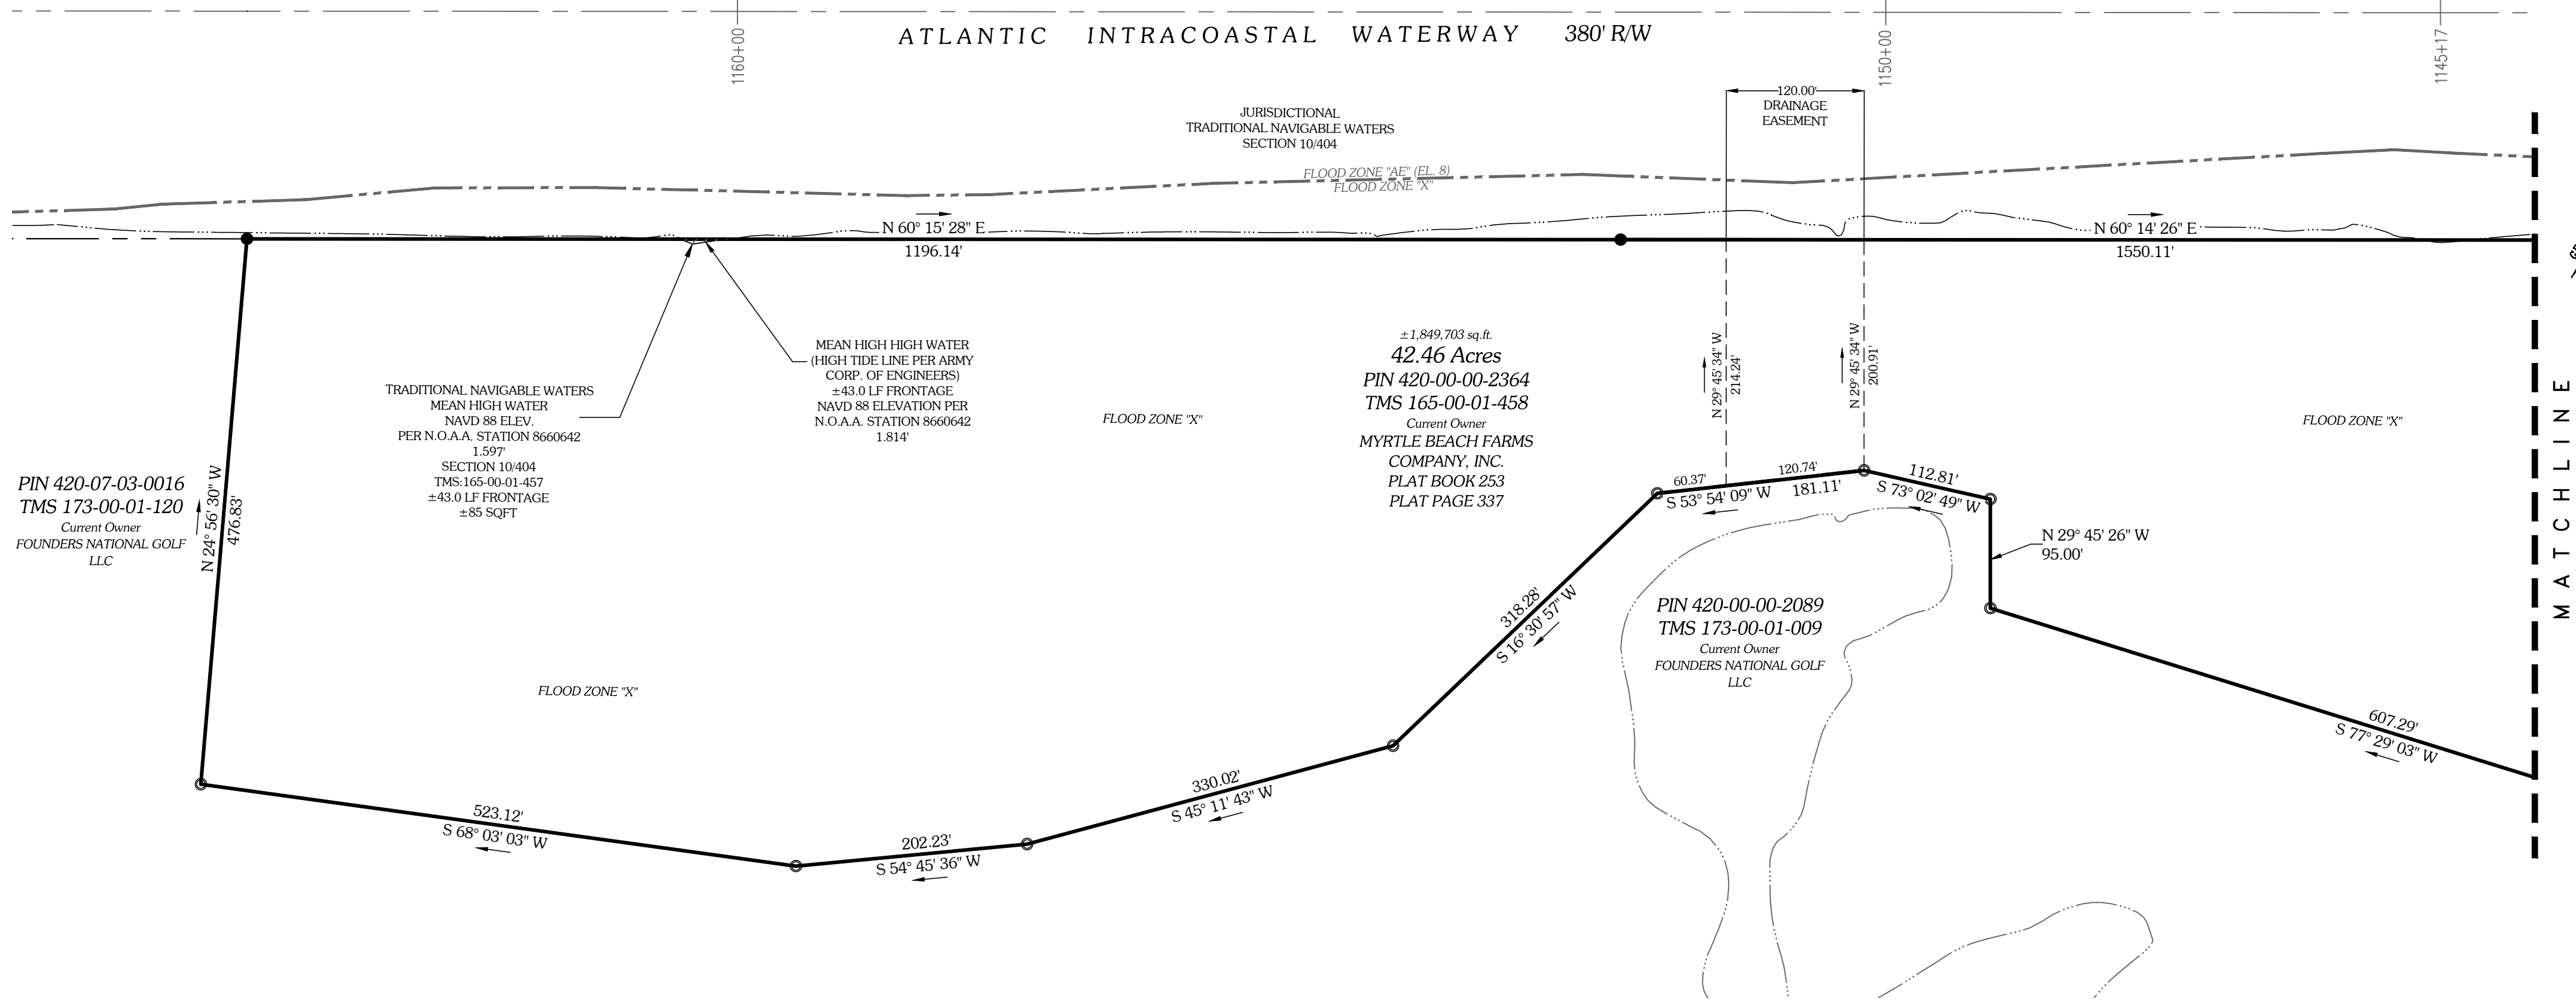 ATLANTIC INTRACOASTAL WATERWAY 380' R/W
1160+00
1150+00
1145+17
120.00'
DRAINAGE
EASEMENT
JURISDICTIONAL
TRADITIONAL NAVIGABLE WATERS
SECTION 10/404
FLOOD ZONE "AE" (EL. 8)
FLOOD ZONE "X"
N 60° 15' 28" E
1196.14'
N 60° 14' 26" E
1550.11'
MEAN HIGH HIGH WATER
(HIGH TIDE LINE PER ARMY
CORP. OF ENGINEERS)
±43.0 LF FRONTAGE
NAVD 88 ELEVATION PER
N.O.A.A. STATION 8660642
1.814'
TRADITIONAL NAVIGABLE WATERS
MEAN HIGH WATER
NAVD 88 ELEV.
PER N.O.A.A. STATION 8660642
1.597'
SECTION 10/404
TMS:165-00-01-457
±43.0 LF FRONTAGE
±85 SQFT
±1,849,703 sq.ft.
42.46 Acres
PIN 420-00-00-2364
TMS 165-00-01-458
Current Owner
MYRTLE BEACH FARMS
COMPANY, INC.
PLAT BOOK 253
PLAT PAGE 337
FLOOD ZONE "X"
N 29° 45' 34" W
214.24'
N 29° 45' 34" W
200.91'
FLOOD ZONE "X"
MATCHLINE
PIN 420-07-03-0016
TMS 173-00-01-120
Current Owner
FOUNDERS NATIONAL GOLF
LLC
N 24° 56' 30" W
476.83'
60.37'
120.74'
S 53° 54' 09" W
181.11'
112.81'
S 73° 02' 49" W
N 29° 45' 26" W
95.00'
318.28'
S 16° 30' 57" W
PIN 420-00-00-2089
TMS 173-00-01-009
Current Owner
FOUNDERS NATIONAL GOLF
LLC
FLOOD ZONE "X"
607.29'
S 77° 29' 03" W
330.02'
S 45° 11' 43" W
523.12'
S 68° 03' 03" W
202.23'
S 54° 45' 36" W